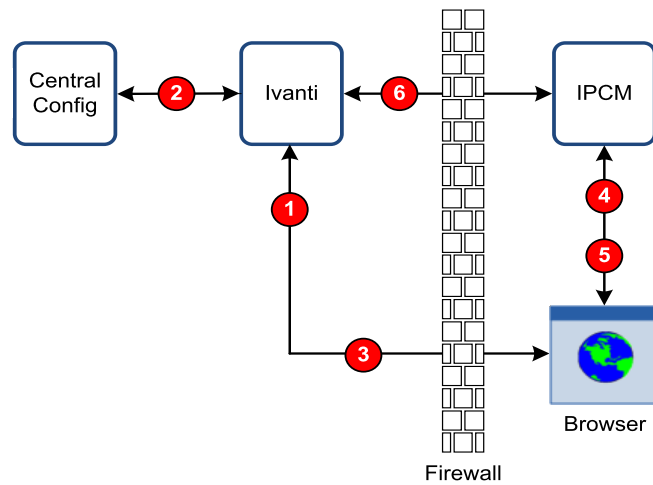 Central
Config
2
Ivanti
6
IPCM
1
4
5
3
Browser
Firewall